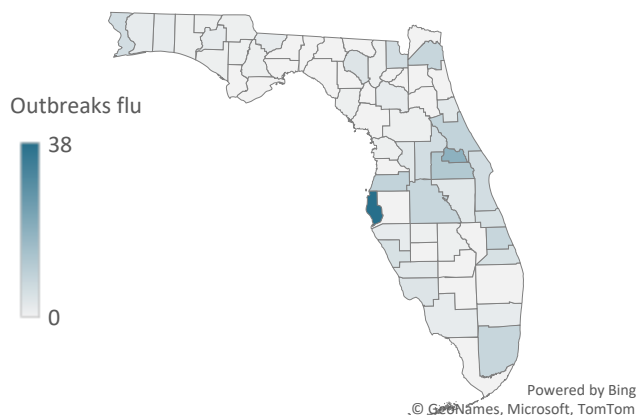 Outbreaks flu
38
0
Powered by Bing
© GeoNames, Microsoft, TomTom